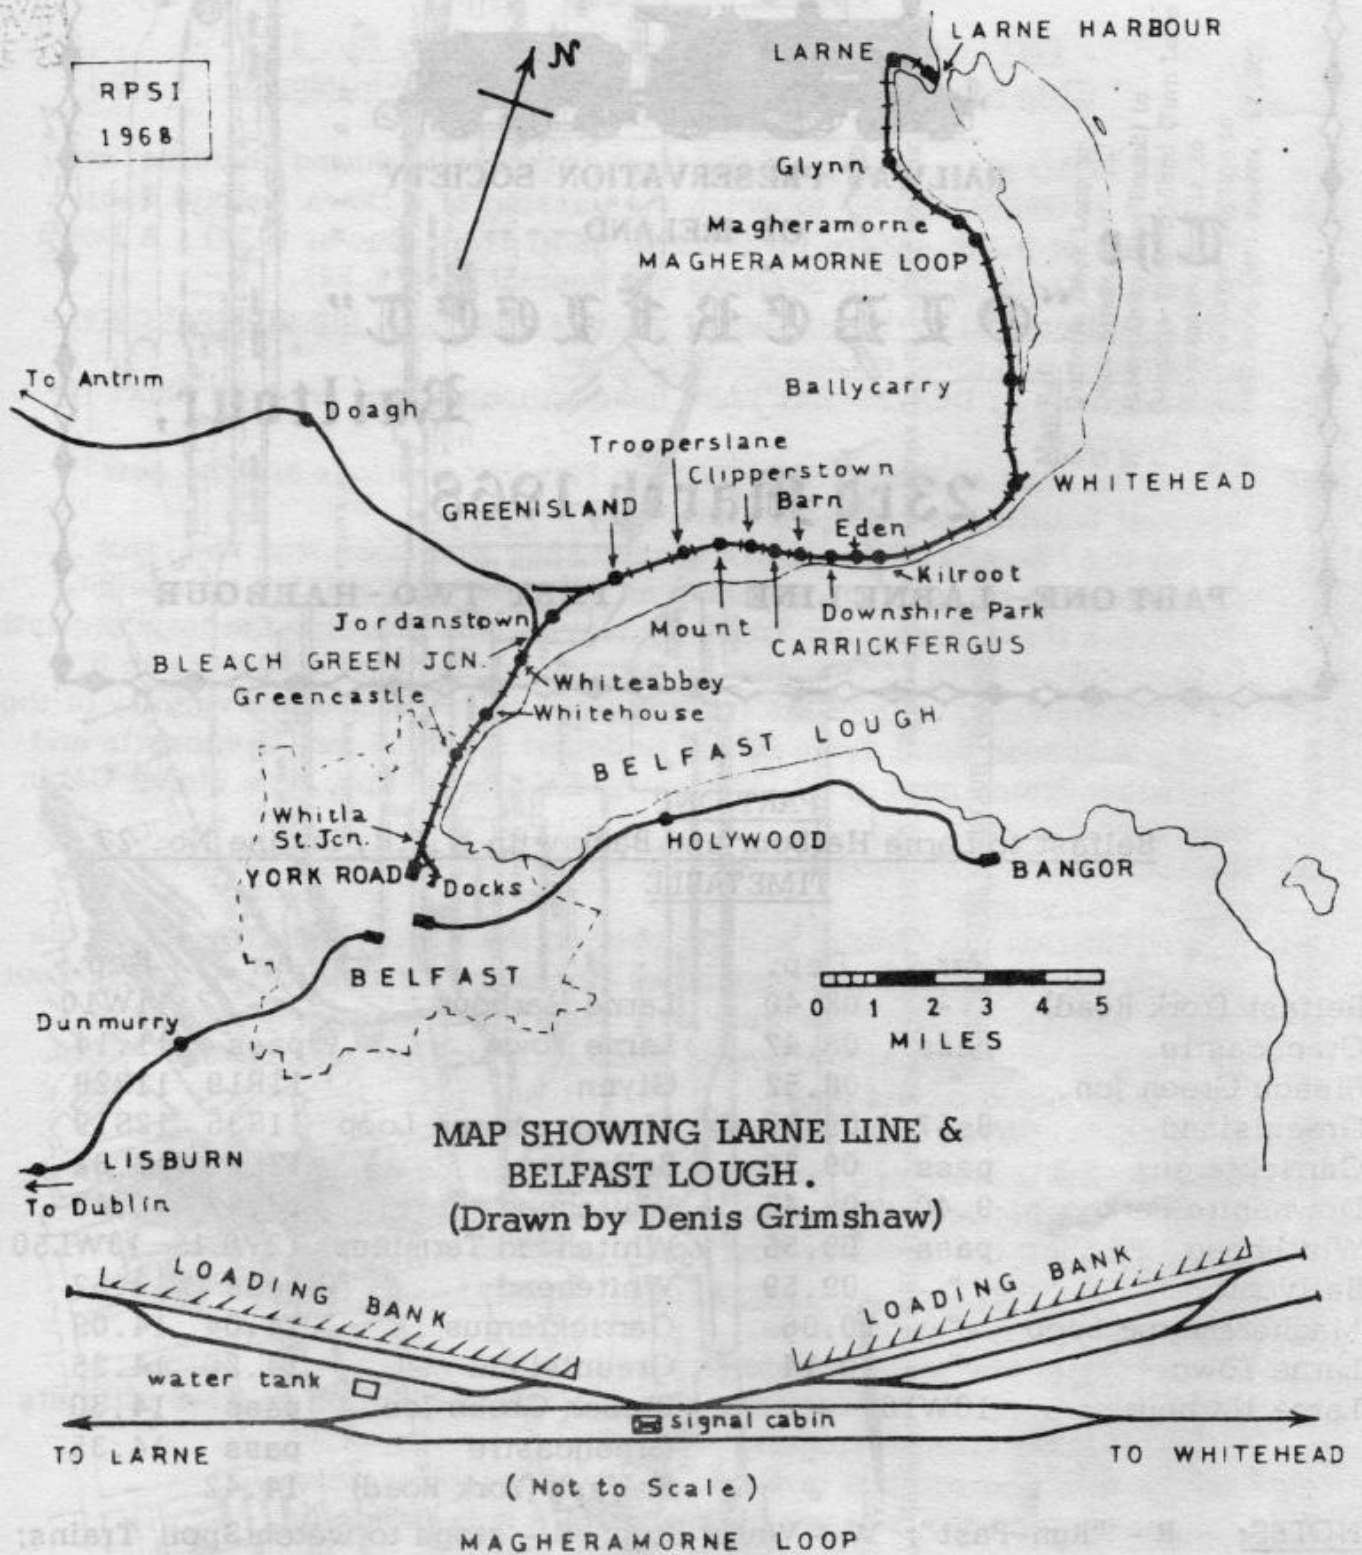 RPSI
1968
N
LARNE
LARNE HARBOUR
Glynn
Magheramorne
MAGHERAMORNE LOOP
Ballycarry
To Antrim
Doagh
Trooperslane
Clipperstown
Barn
WHITEHEAD
GREENISLAND
Eden
Kilroot
Jordanstown
Mount
Downshire Park
CARRICKFERGUS
BLEACH GREEN JCN.
Whiteabbey
Greencastle
Whitehouse
BELFAST LOUGH
Whitla
St. Jcn.
HOLYWOOD
YORK ROAD
Docks
BANGOR
BELFAST
0 1 2 3 4 5
MILES
Dunmurry
LISBURN
To Dublin
MAP SHOWING LARNE LINE &
BELFAST LOUGH.
(Drawn by Denis Grimshaw)
LOADING BANK
LOADING BANK
water tank
signal cabin
TO LARNE
TO WHITEHEAD
(Not to Scale)
MAGHERAMORNE LOOP